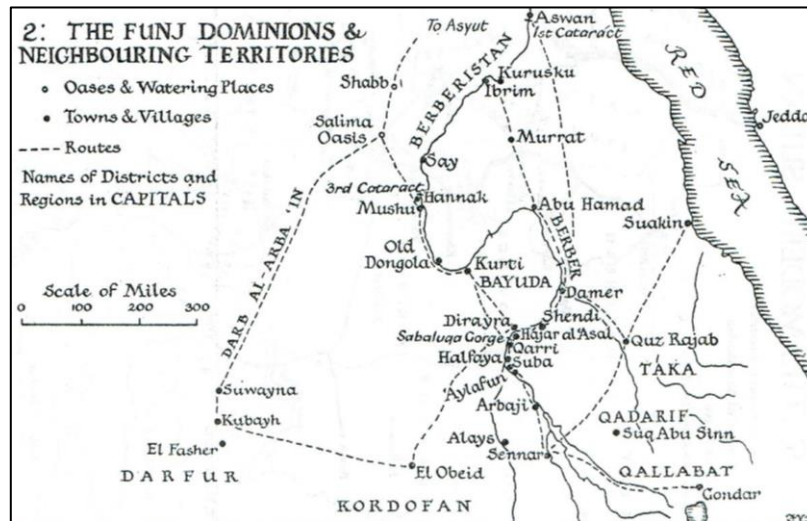 2: THE FUNJ DOMINIONS &
NEIGHBOURING TERRITORIES
Oases & Watering Places
Towns & Villages
Routes
Names of Districts and
Regions in CAPITALS
Scale of Miles
0 100 200 300
To Asyut
Aswan
1st Cataract
Shabb
BERBERISTAN
Kurusku
Ibrim
RED
SEA
Jedda
Salima
Oasis
Murrat
Say
3rd Cataract
Hannak
Mushu
Abu Hamad
Suakin
BERBER
Old
Dongola
Kurti
BAYUDA
DARB AL-ARBA 'IN
Damer
Dirayra
Shendi
Sabaluqa Gorge
Hajar al'Asal
Qarri
Quz Rajab
Halfaya
Suba
TAKA
Aylafun
Suwayna
Arbaji
QADARIF
Kubayh
Suq Abu Sinn
El Fasher
Alays
Sennar
DARFUR
El Obeid
QALLABAT
Gondar
KORDOFAN